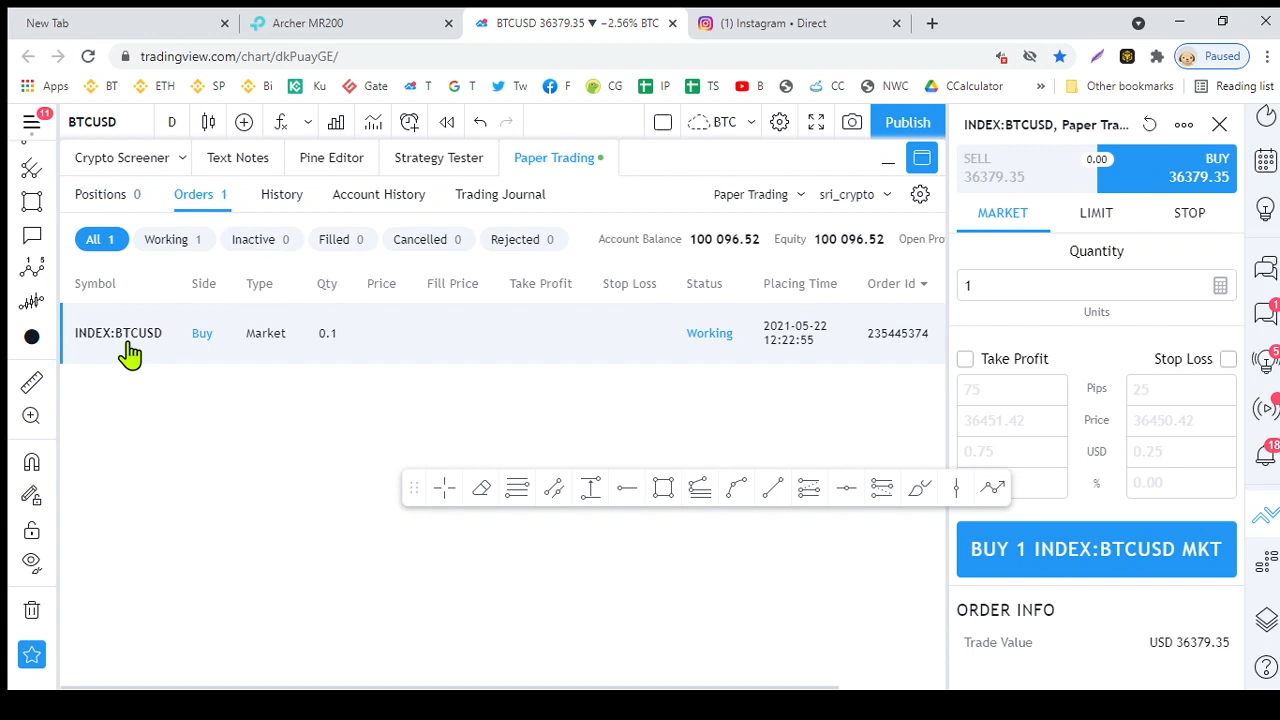 New Tab
Archer MR200
BTCUSD 36379.35 ▼ −2.56% BTC
Instagram • Direct
tradingview.com/chart/dkPuayGE/
Paused
Apps BT ETH SP Bi Ku Gate T T Tw F CG IP TS B CC NWC CCalculator » Other bookmarks Reading list
11
BTCUSD D BTC Publish
Crypto Screener Text Notes Pine Editor Strategy Tester Paper Trading
Positions 0 Orders 1 History Account History Trading Journal Paper Trading sri_crypto
All 1 Working 1 Inactive 0 Filled 0 Cancelled 0 Rejected 0 Account Balance 100 096.52 Equity 100 096.52 Open Pro
Symbol Side Type Qty Price Fill Price Take Profit Stop Loss Status Placing Time Order Id
INDEX:BTCUSD Buy Market 0.1 Working 2021-05-22 12:22:55 235445374
INDEX:BTCUSD, Paper Tra...
SELL 0.00 BUY
36379.35 36379.35
MARKET LIMIT STOP
Quantity
1
Units
Take Profit Stop Loss
75 Pips 25
36451.42 Price 36450.42
0.75 USD 0.25
% 0.00
BUY 1 INDEX:BTCUSD MKT
ORDER INFO
Trade Value USD 36379.35
1
5
18